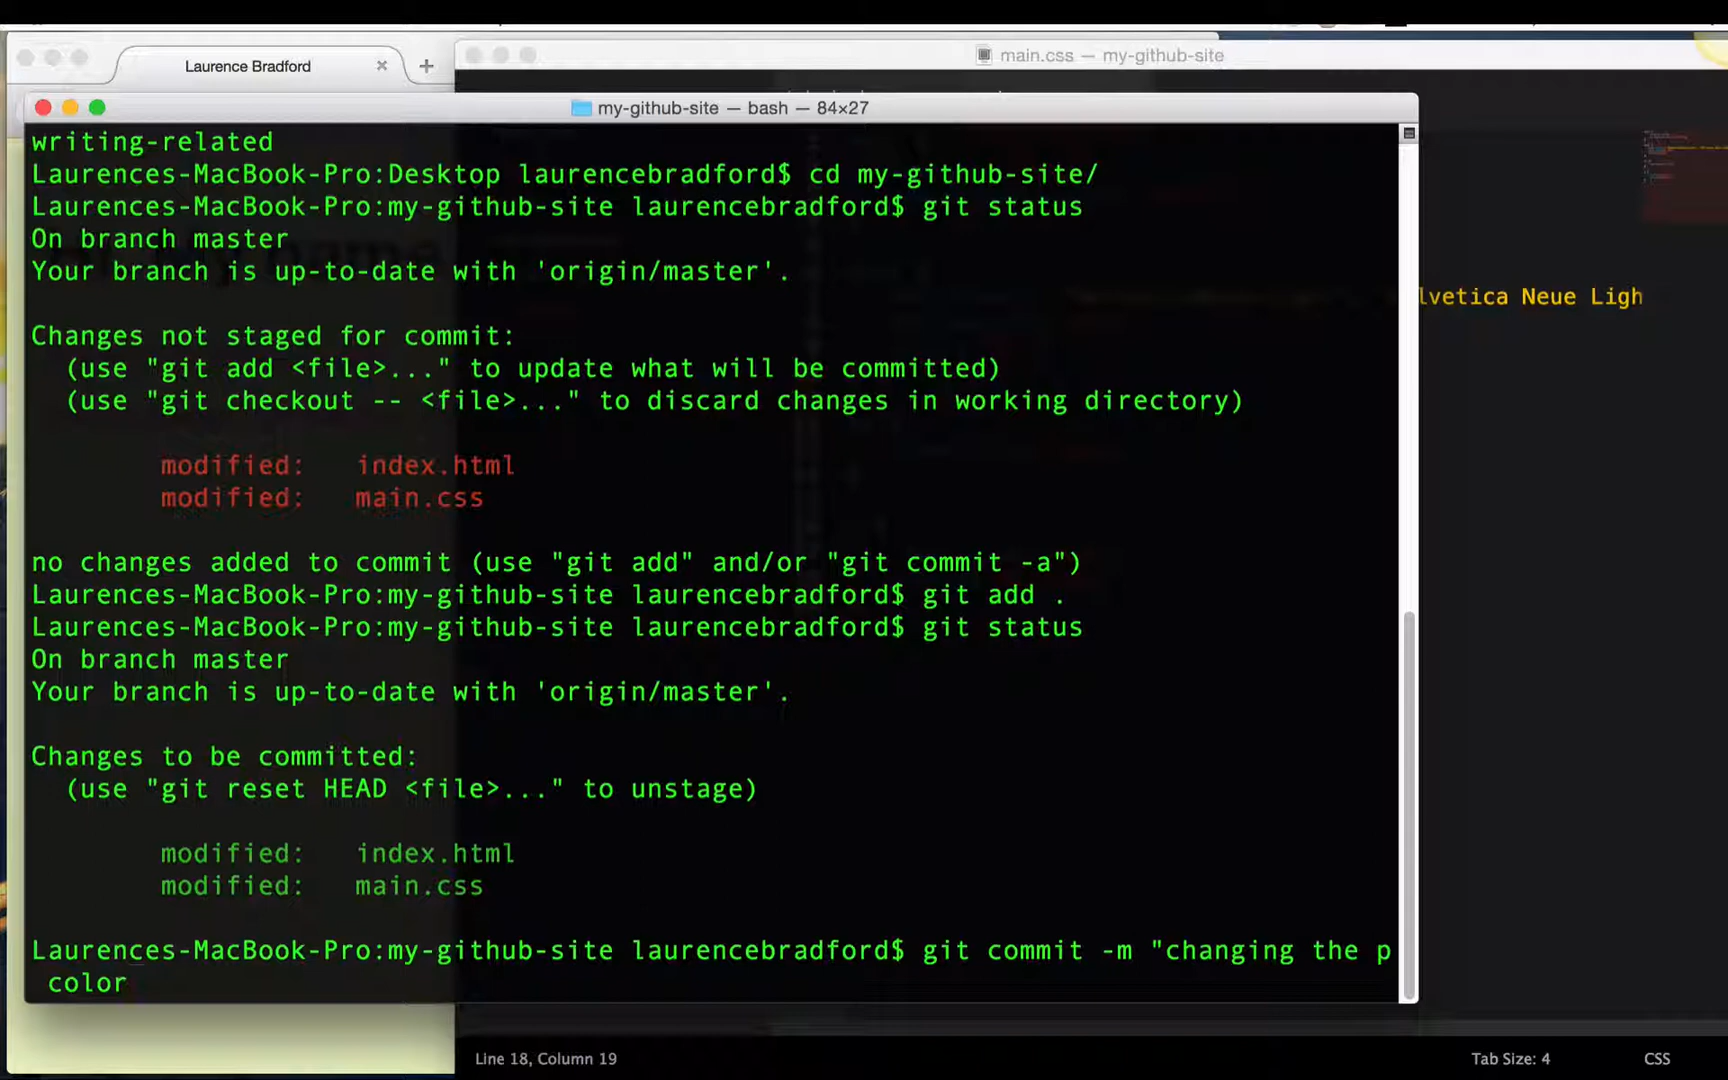 Laurence Bradford
main.css — my-github-site
my-github-site — bash — 84×27
writing-related
Laurences-MacBook-Pro:Desktop laurencebradford$ cd my-github-site/
Laurences-MacBook-Pro:my-github-site laurencebradford$ git status
On branch master
Your branch is up-to-date with 'origin/master'.
Changes not staged for commit:
(use "git add <file>..." to update what will be committed)
(use "git checkout -- <file>..." to discard changes in working directory)
modified: index.html
modified: main.css
no changes added to commit (use "git add" and/or "git commit -a")
Laurences-MacBook-Pro:my-github-site laurencebradford$ git add .
Laurences-MacBook-Pro:my-github-site laurencebradford$ git status
On branch master
Your branch is up-to-date with 'origin/master'.
Changes to be committed:
(use "git reset HEAD <file>..." to unstage)
modified: index.html
modified: main.css
Laurences-MacBook-Pro:my-github-site laurencebradford$ git commit -m "changing the p
color
lvetica Neue Ligh
Line 18, Column 19
Tab Size: 4
CSS